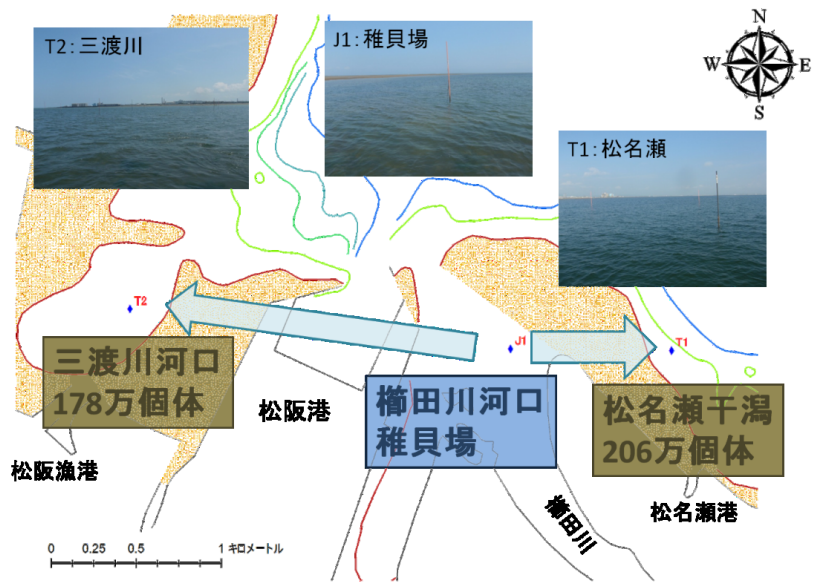 N
W
E
S
T2：三渡川
J1：稚貝場
T1：松名瀬
T2
J1
T1
三渡川河口
178万個体
松阪港
櫛田川河口
稚貝場
松名瀬干潟
206万個体
松阪漁港
櫛田川
松名瀬港
0 0.25 0.5 1 キロメートル